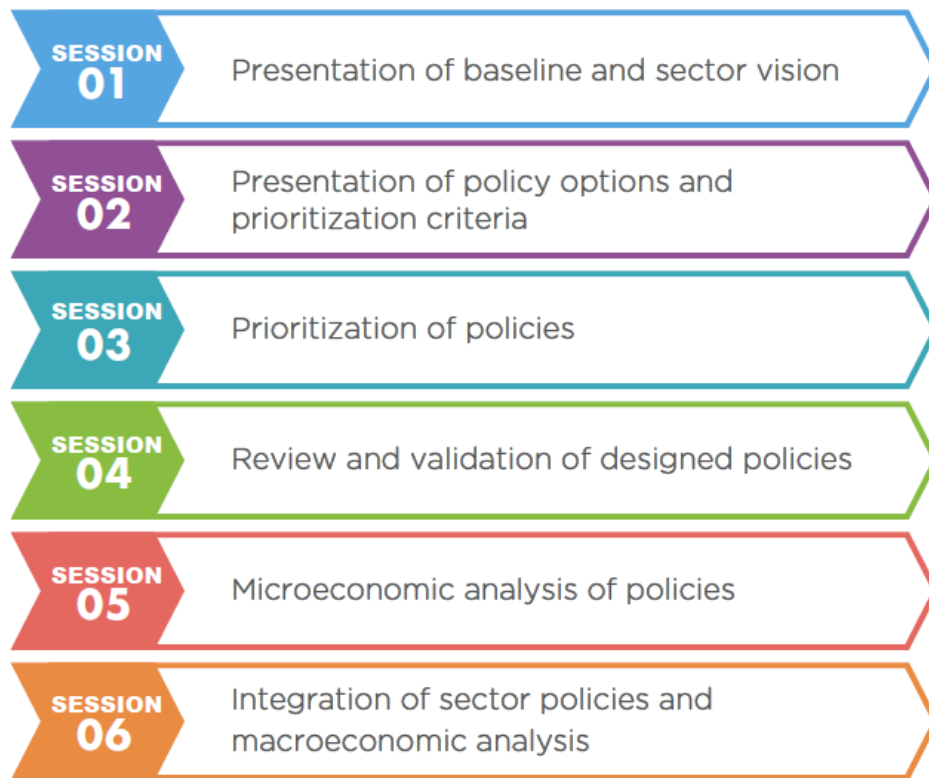 SESSION
01
Presentation of baseline and sector vision
SESSION
02
Presentation of policy options and
prioritization criteria
SESSION
03
Prioritization of policies
SESSION
04
Review and validation of designed policies
SESSION
05
Microeconomic analysis of policies
SESSION
06
Integration of sector policies and
macroeconomic analysis